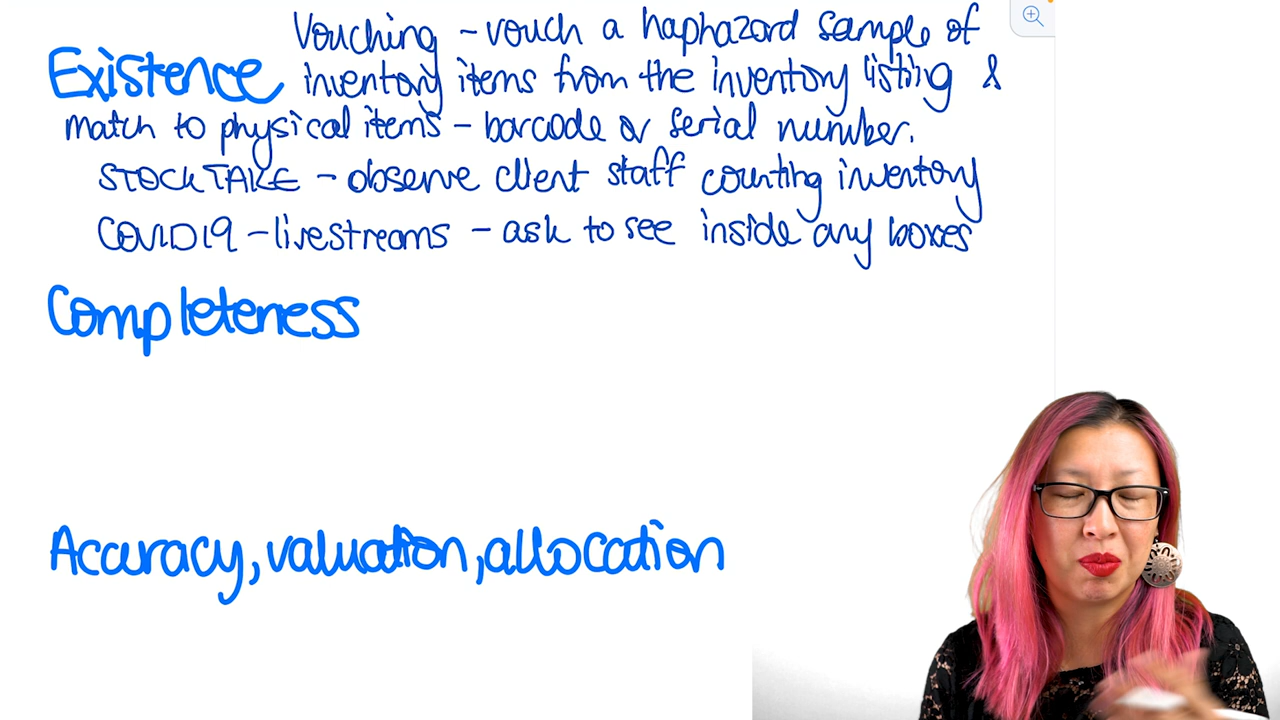 Vouching - vouch a haphazard sample of
Existence inventory items from the inventory listing &
match to physical items - barcode or serial number.
STOCKTAKE - observe client staff counting inventory
COVID19 - livestreams - ask to see inside any boxes
Completeness
Accuracy, valuation, allocation